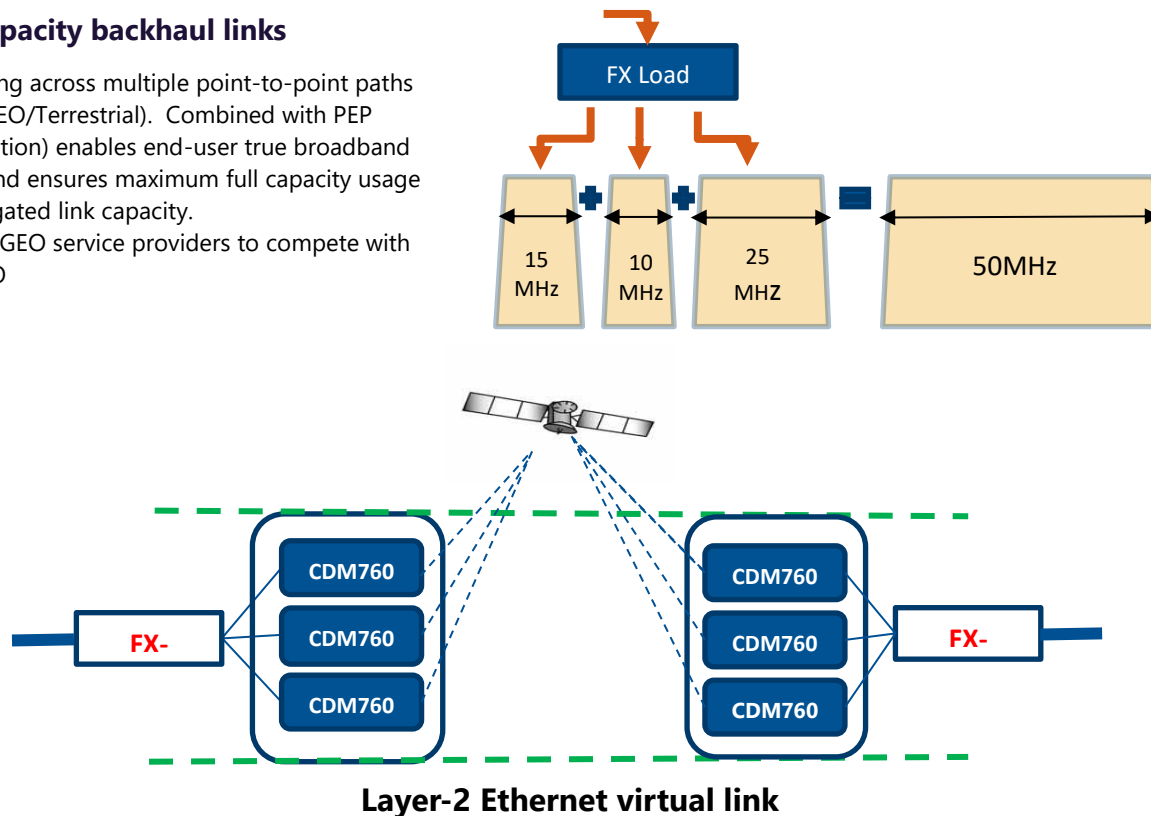 pacity backhaul links
ng across multiple point-to-point paths
EO/Terrestrial). Combined with PEP
tion) enables end-user true broadband
nd ensures maximum full capacity usage
gated link capacity.
GEO service providers to compete with
FX Load
15
MHz
10
MHz
25
MHZ
50MHz
CDM760
CDM760
CDM760
FX-
CDM760
CDM760
CDM760
FX-
Layer-2 Ethernet virtual link